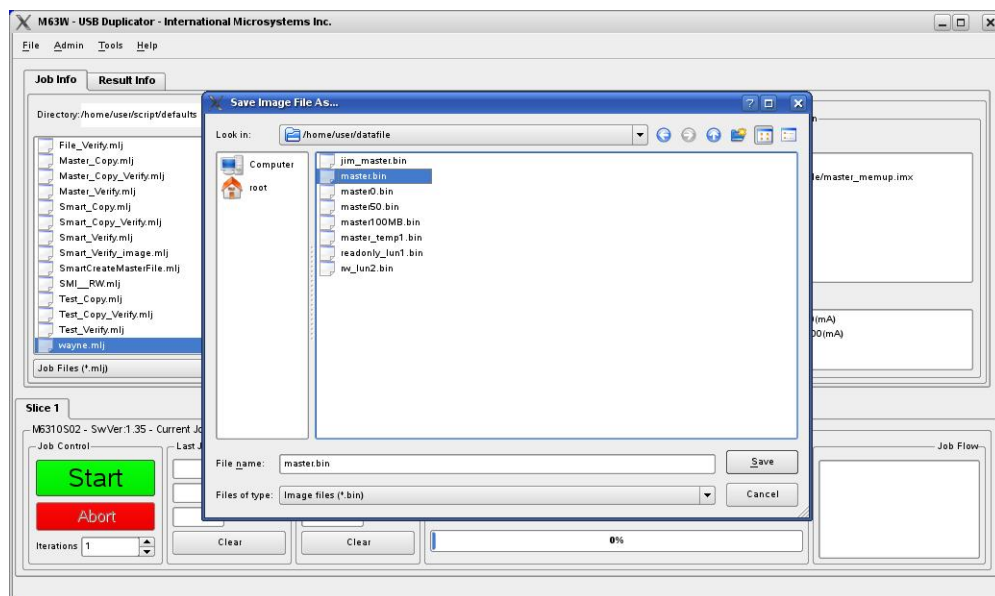 M63W - USB Duplicator - International Microsystems Inc.
File Admin Tools Help
Job Info Result Info
Directory:/home/user/script/defaults
File_Verify.mlj
Master_Copy.mlj
Master_Copy_Verify.mlj
Master_Verify.mlj
Smart_Copy.mlj
Smart_Copy_Verify.mlj
Smart_Verify.mlj
Smart_Verify_image.mlj
SmartCreateMasterFile.mlj
SMI__RW.mlj
Test_Copy.mlj
Test_Copy_Verify.mlj
Test_Verify.mlj
wayne.mlj
Job Files (*.mlj)
Save Image File As...
Look in: /home/user/datafile
Computer
root
jim_master.bin
master.bin
master0.bin
master50.bin
master100MB.bin
master_temp1.bin
readonly_lun1.bin
rw_lun2.bin
File name: master.bin
Save
Files of type: Image files (*.bin)
Cancel
n
le/master_memup.imx
(mA)
00(mA)
Slice 1
M6310S02 - SwVer:1.35 - Current Jo
Job Control
Last J
Job Flow
Start
Abort
Iterations 1
Clear
Clear
0%